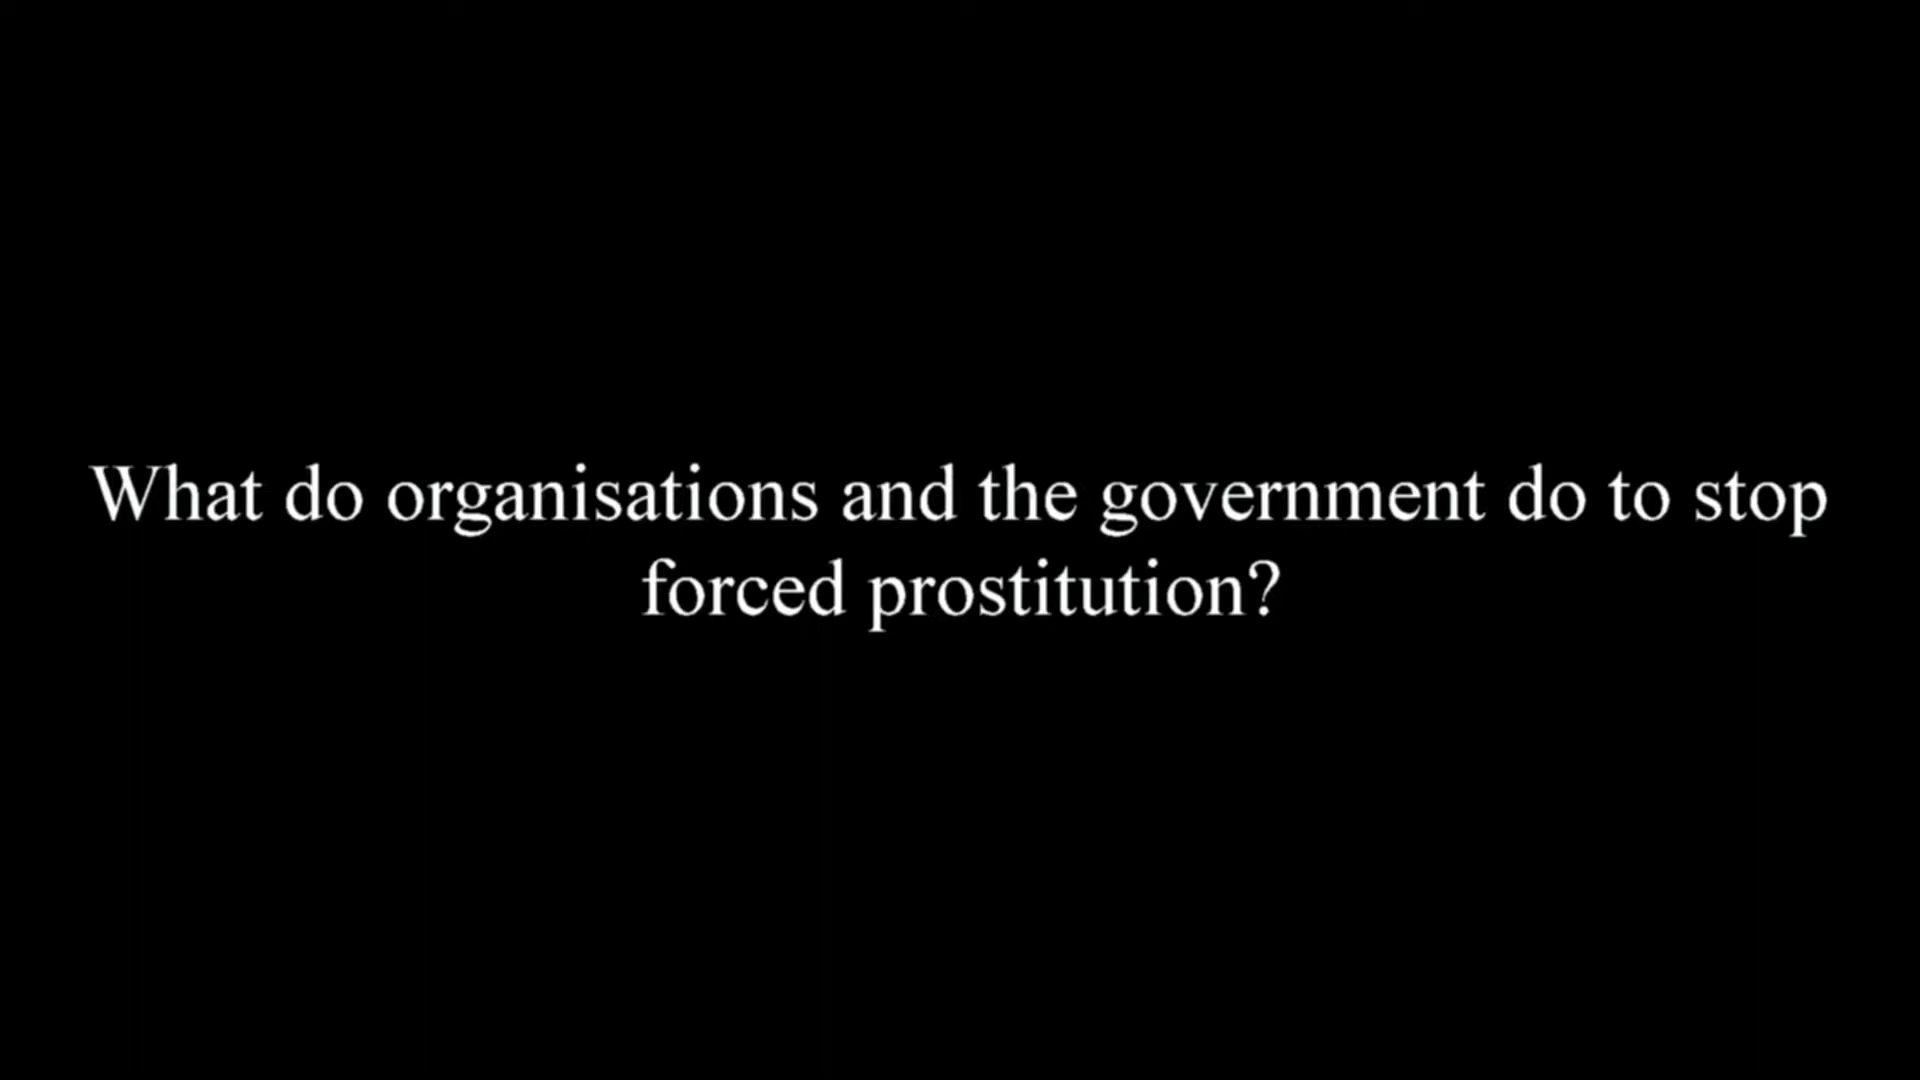 What do organisations and the government do to stop
forced prostitution?